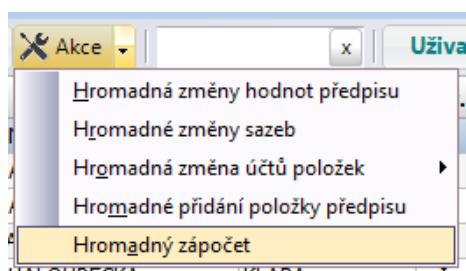 Akce x Uživa
Hromadná změny hodnot předpisu
Hromadné změny sazeb
Hromadná změna účtů položek
Hromadné přidání položky předpisu
Hromadný zápočet